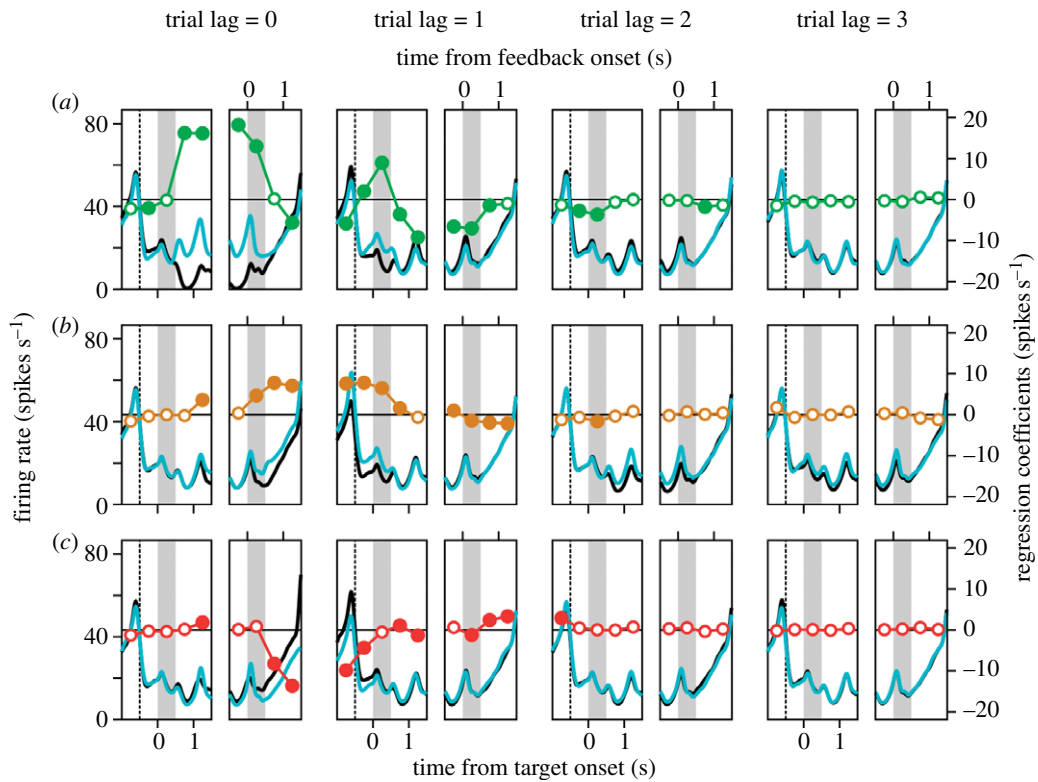 trial lag = 0 trial lag = 1 trial lag = 2 trial lag = 3
time from feedback onset (s)
0 1 0 1 0 1 0 1
(a)
80
40
0
20
10
0
–10
–20
(b)
80
40
0
20
10
0
–10
–20
(c)
80
40
0
20
10
0
–10
–20
firing rate (spikes s–1)
regression coefficients (spikes s–1)
0 1 0 1 0 1 0 1
time from target onset (s)